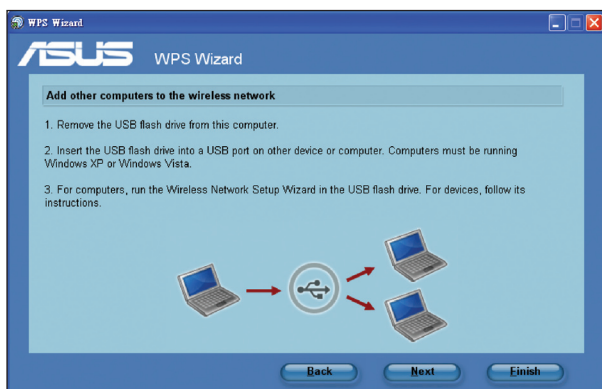 WPS Wizard
ASUS WPS Wizard
Add other computers to the wireless network
1. Remove the USB flash drive from this computer.
2. Insert the USB flash drive into a USB port on other device or computer. Computers must be running
Windows XP or Windows Vista.
3. For computers, run the Wireless Network Setup Wizard in the USB flash drive. For devices, follow its
instructions.
Back Next Finish